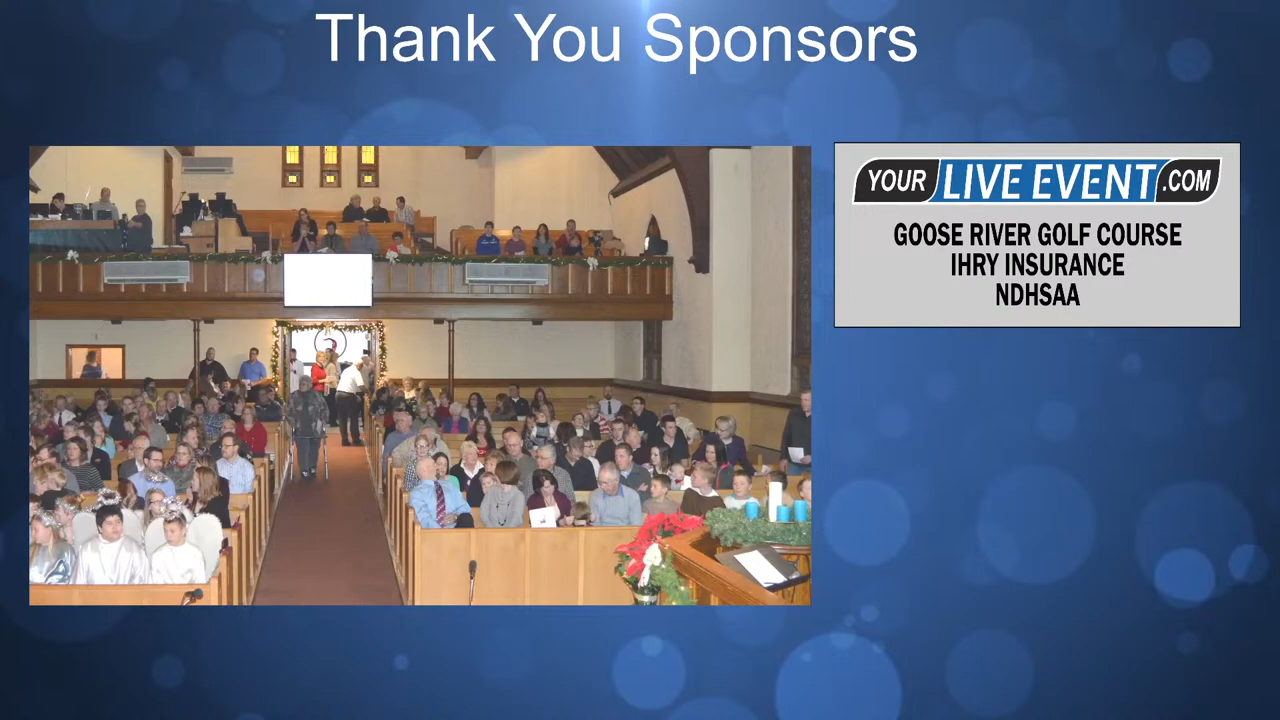 Thank You Sponsors
YOUR LIVE EVENT .COM
GOOSE RIVER GOLF COURSE
IHRY INSURANCE
NDHSAA